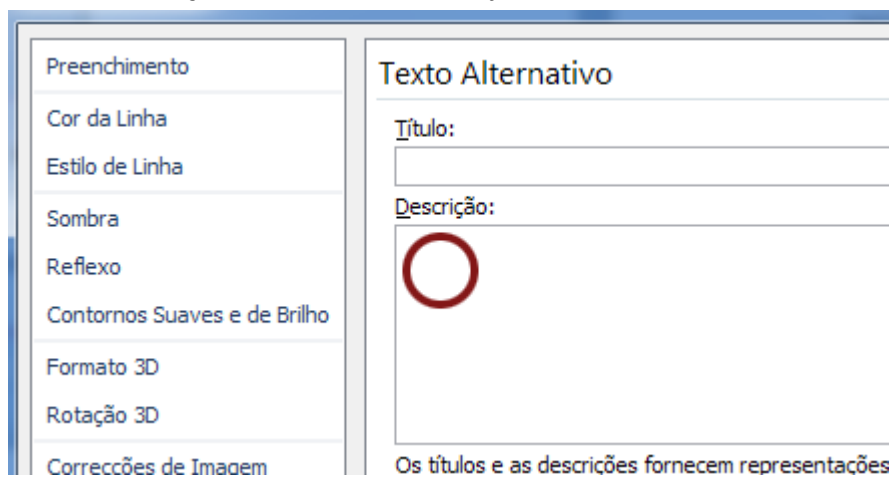 Preenchimento
Cor da Linha
Estilo de Linha
Sombra
Reflexo
Contornos Suaves e de Brilho
Formato 3D
Rotação 3D
Correcções de Imagem
Texto Alternativo
Título:
Descrição:
Os títulos e as descrições fornecem representações